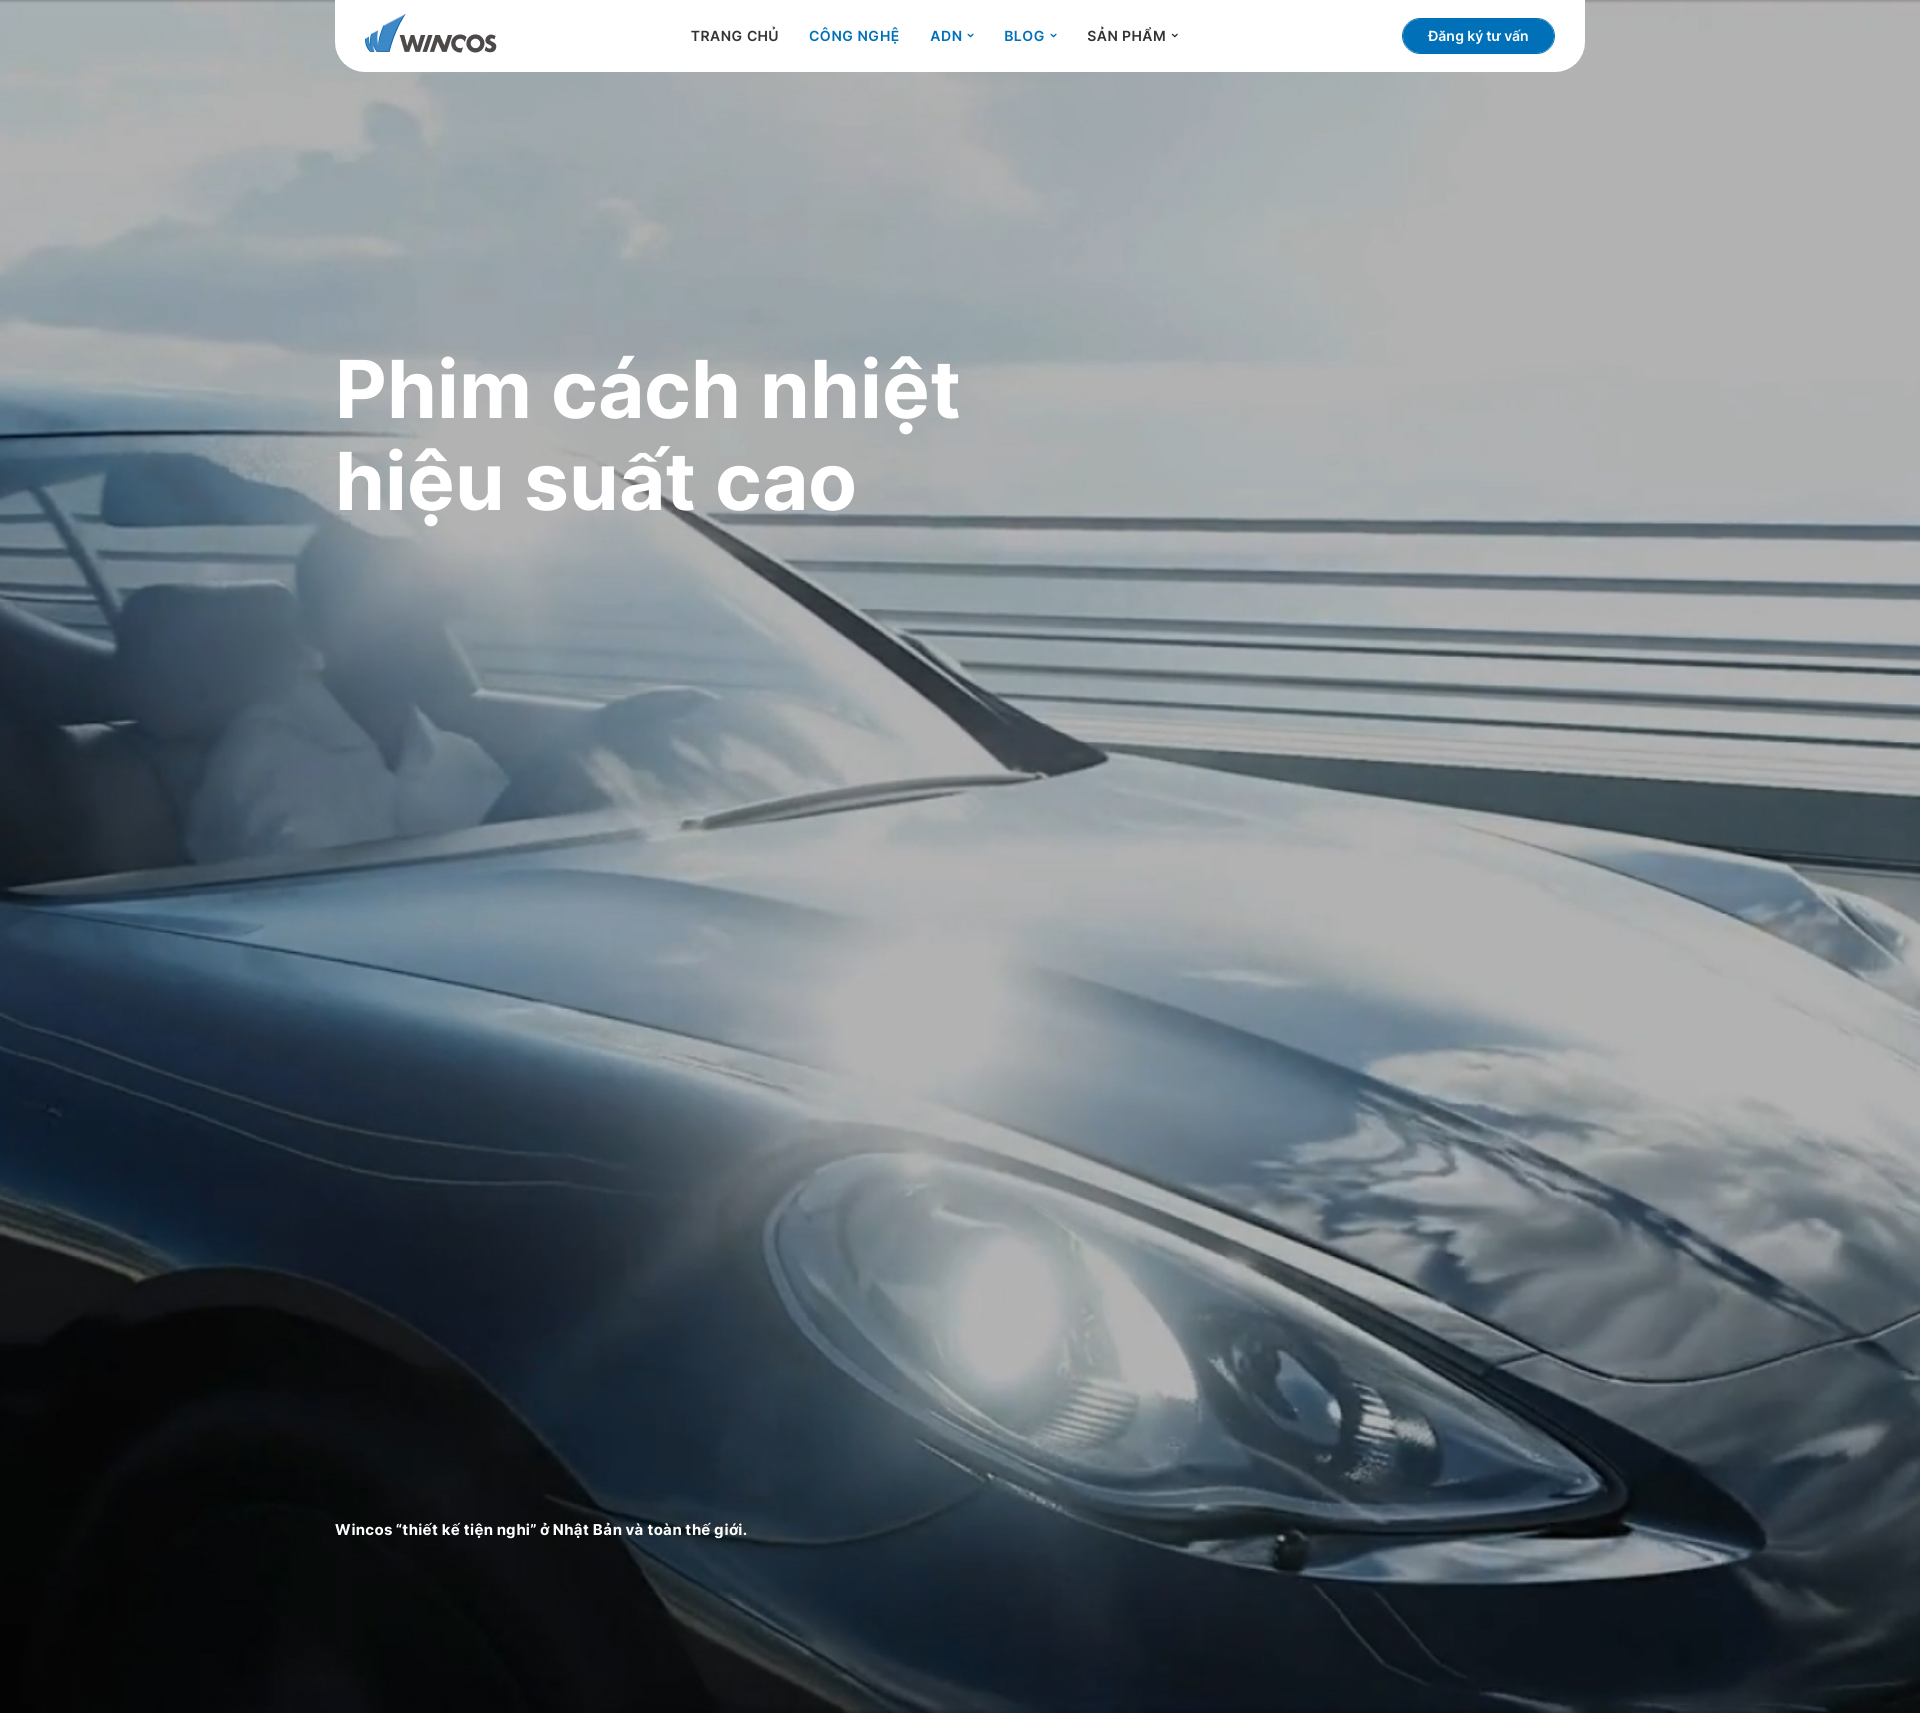 WINCOS
TRANG CHỦ
CÔNG NGHỆ
ADN
BLOG
SẢN PHẨM
Đăng ký tư vấn
Phim cách nhiệt
hiệu suất cao
Wincos “thiết kế tiện nghi” ở Nhật Bản và toàn thế giới.